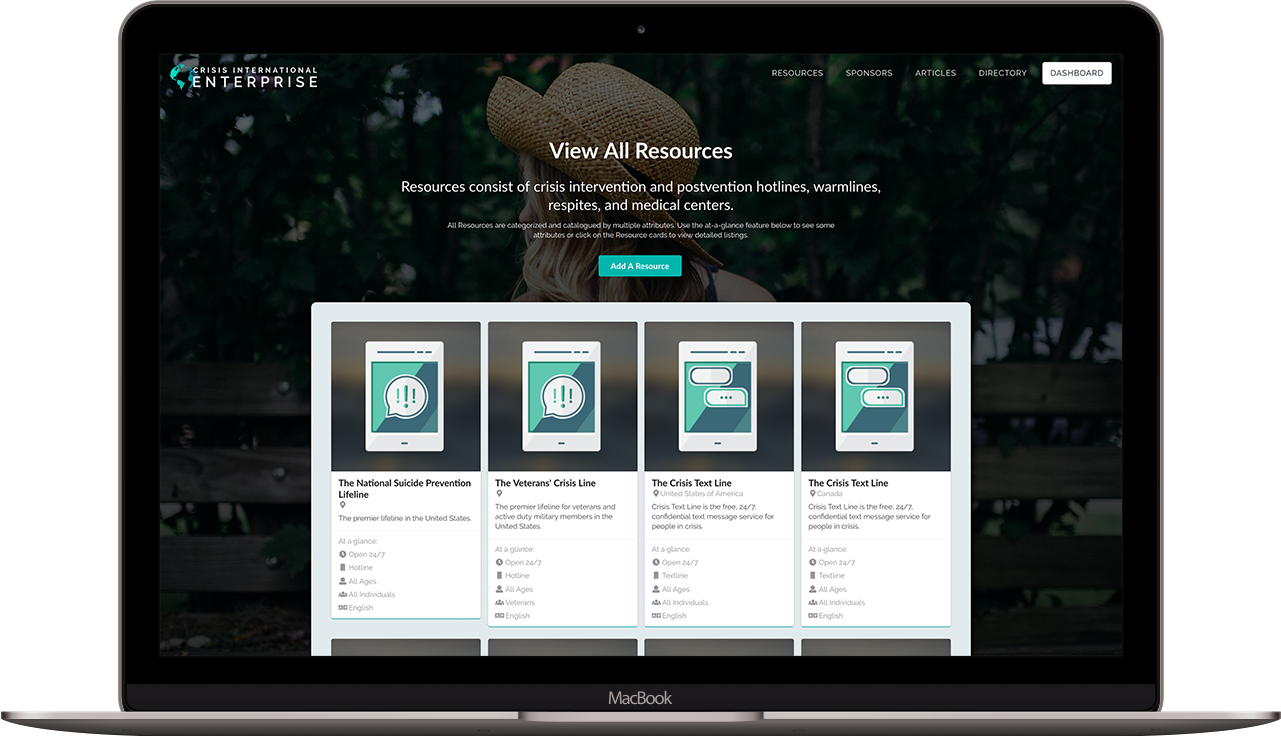 CRISIS INTERNATIONAL
ENTERPRISE
RESOURCES SPONSORS ARTICLES DIRECTORY DASHBOARD
View All Resources
Resources consist of crisis intervention and postvention hotlines, warmlines,
respites, and medical centers.
All Resources are categorized and catalogued by multiple attributes. Use the at-a-glance feature below to see some
attributes or click on the Resource cards to view detailed listings.
Add A Resource
The National Suicide Prevention
Lifeline
The premier lifeline in the United States.
At a glance:
Open 24/7
Hotline
All Ages
All Individuals
English
The Veterans' Crisis Line
The premier lifeline for veterans and
active duty military members in the
United States.
At a glance:
Open 24/7
Hotline
All Ages
Veterans
English
The Crisis Text Line
United States of America
Crisis Text Line is the free, 24/7,
confidential text message service for
people in crisis.
At a glance:
Open 24/7
Textline
All Ages
All Individuals
English
The Crisis Text Line
Canada
Crisis Text Line is the free, 24/7,
confidential text message service for
people in crisis.
At a glance:
Open 24/7
Textline
All Ages
All Individuals
English
MacBook